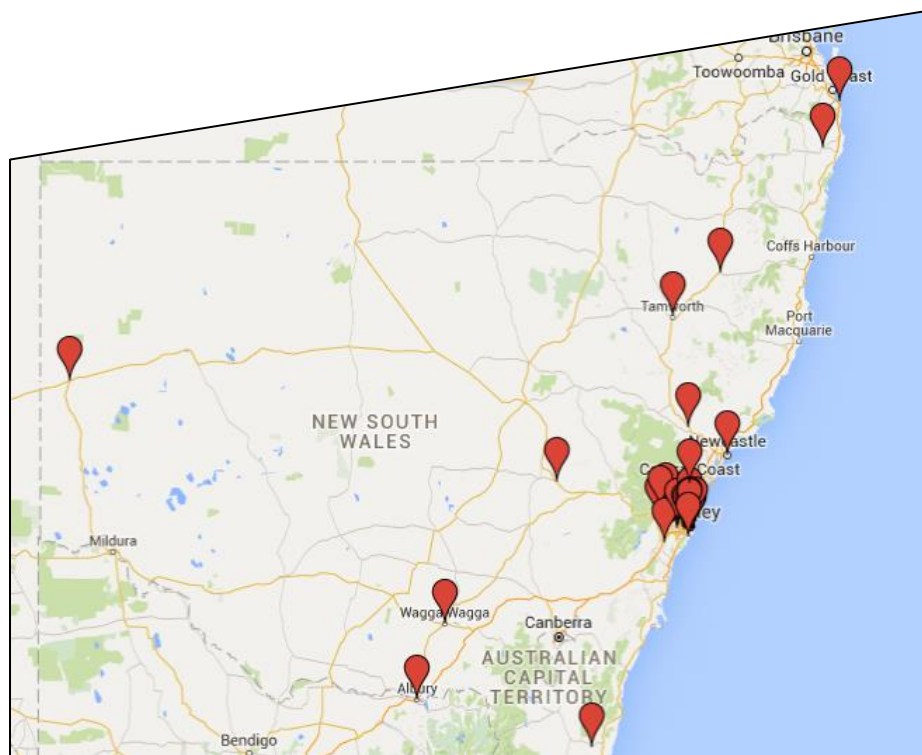 Brisbane
Toowoomba
Gold Coast
Coffs Harbour
Tamworth
Port
Macquarie
NEW SOUTH
WALES
Newcastle
Central Coast
Mildura
Wagga Wagga
Canberra
AUSTRALIAN
CAPITAL
TERRITORY
Albury
Bendigo